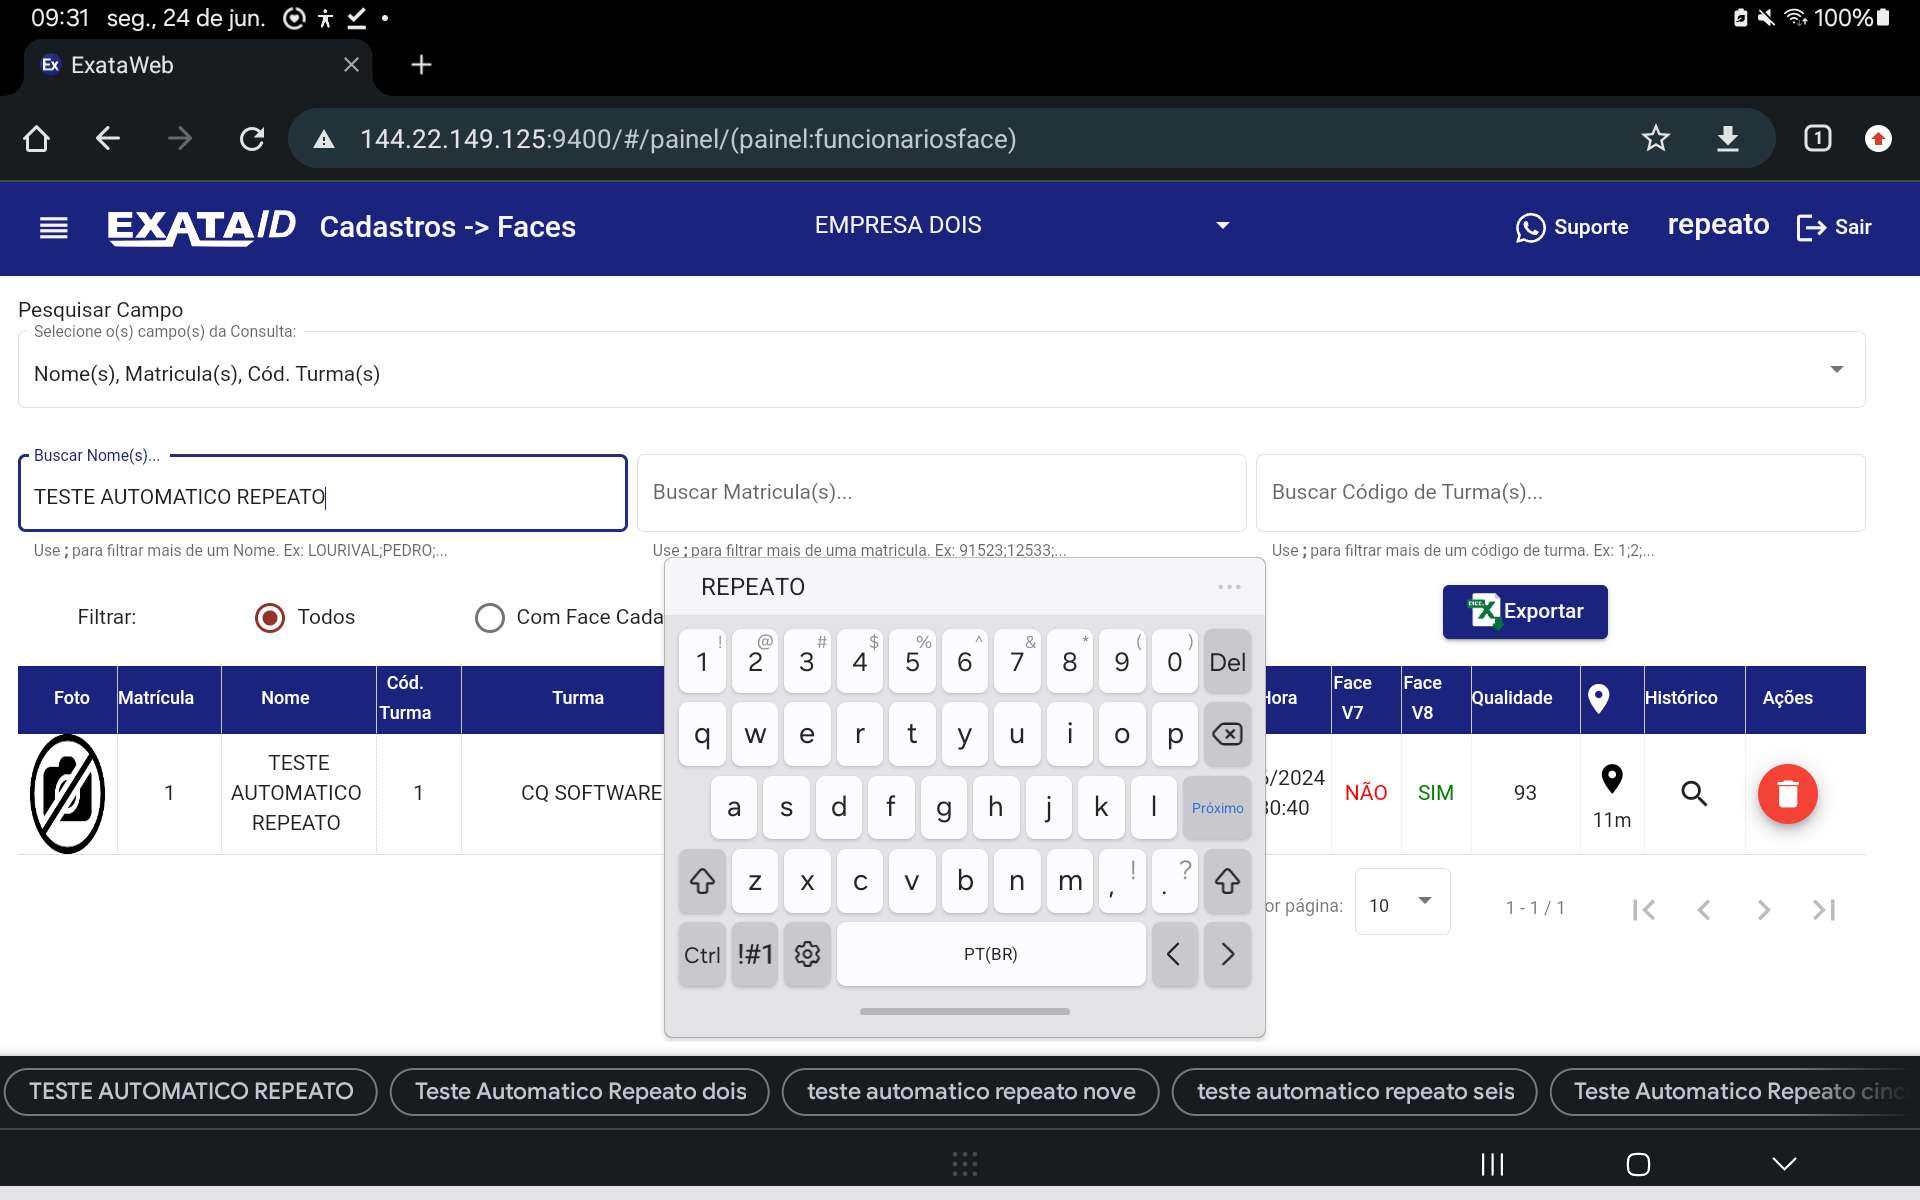 09:31 seg., 24 de jun.
100%
Ex ExataWeb
144.22.149.125:9400/#/painel/(painel:funcionariosface)
1
EXATA/ID Cadastros -> Faces
EMPRESA DOIS
Suporte
repeato
Sair
Pesquisar Campo
Selecione o(s) campo(s) da Consulta:
Nome(s), Matricula(s), Cód. Turma(s)
Buscar Nome(s)...
TESTE AUTOMATICO REPEATO
Buscar Matricula(s)...
Buscar Código de Turma(s)...
Use ; para filtrar mais de um Nome. Ex: LOURIVAL;PEDRO;...
Use ; para filtrar mais de uma matricula. Ex: 91523;12533;...
Use ; para filtrar mais de um código de turma. Ex: 1;2;...
Filtrar:
Todos
Com Face Cada
Exportar
Foto
Matrícula
Nome
Cód. Turma
Turma
Hora
Face V7
Face V8
Qualidade
Histórico
Ações
1
TESTE
AUTOMATICO
REPEATO
1
CQ SOFTWARE
/2024
30:40
NÃO
SIM
93
11m
or página:
10
1 - 1 / 1
REPEATO
! @ # $ % ^ & * ( )
1 2 3 4 5 6 7 8 9 0 Del
q w e r t y u i o p
a s d f g h j k l Próximo
z x c v b n m , ! . ?
Ctrl !#1 PT(BR) < >
TESTE AUTOMATICO REPEATO
Teste Automatico Repeato dois
teste automatico repeato nove
teste automatico repeato seis
Teste Automatico Repeato cinc